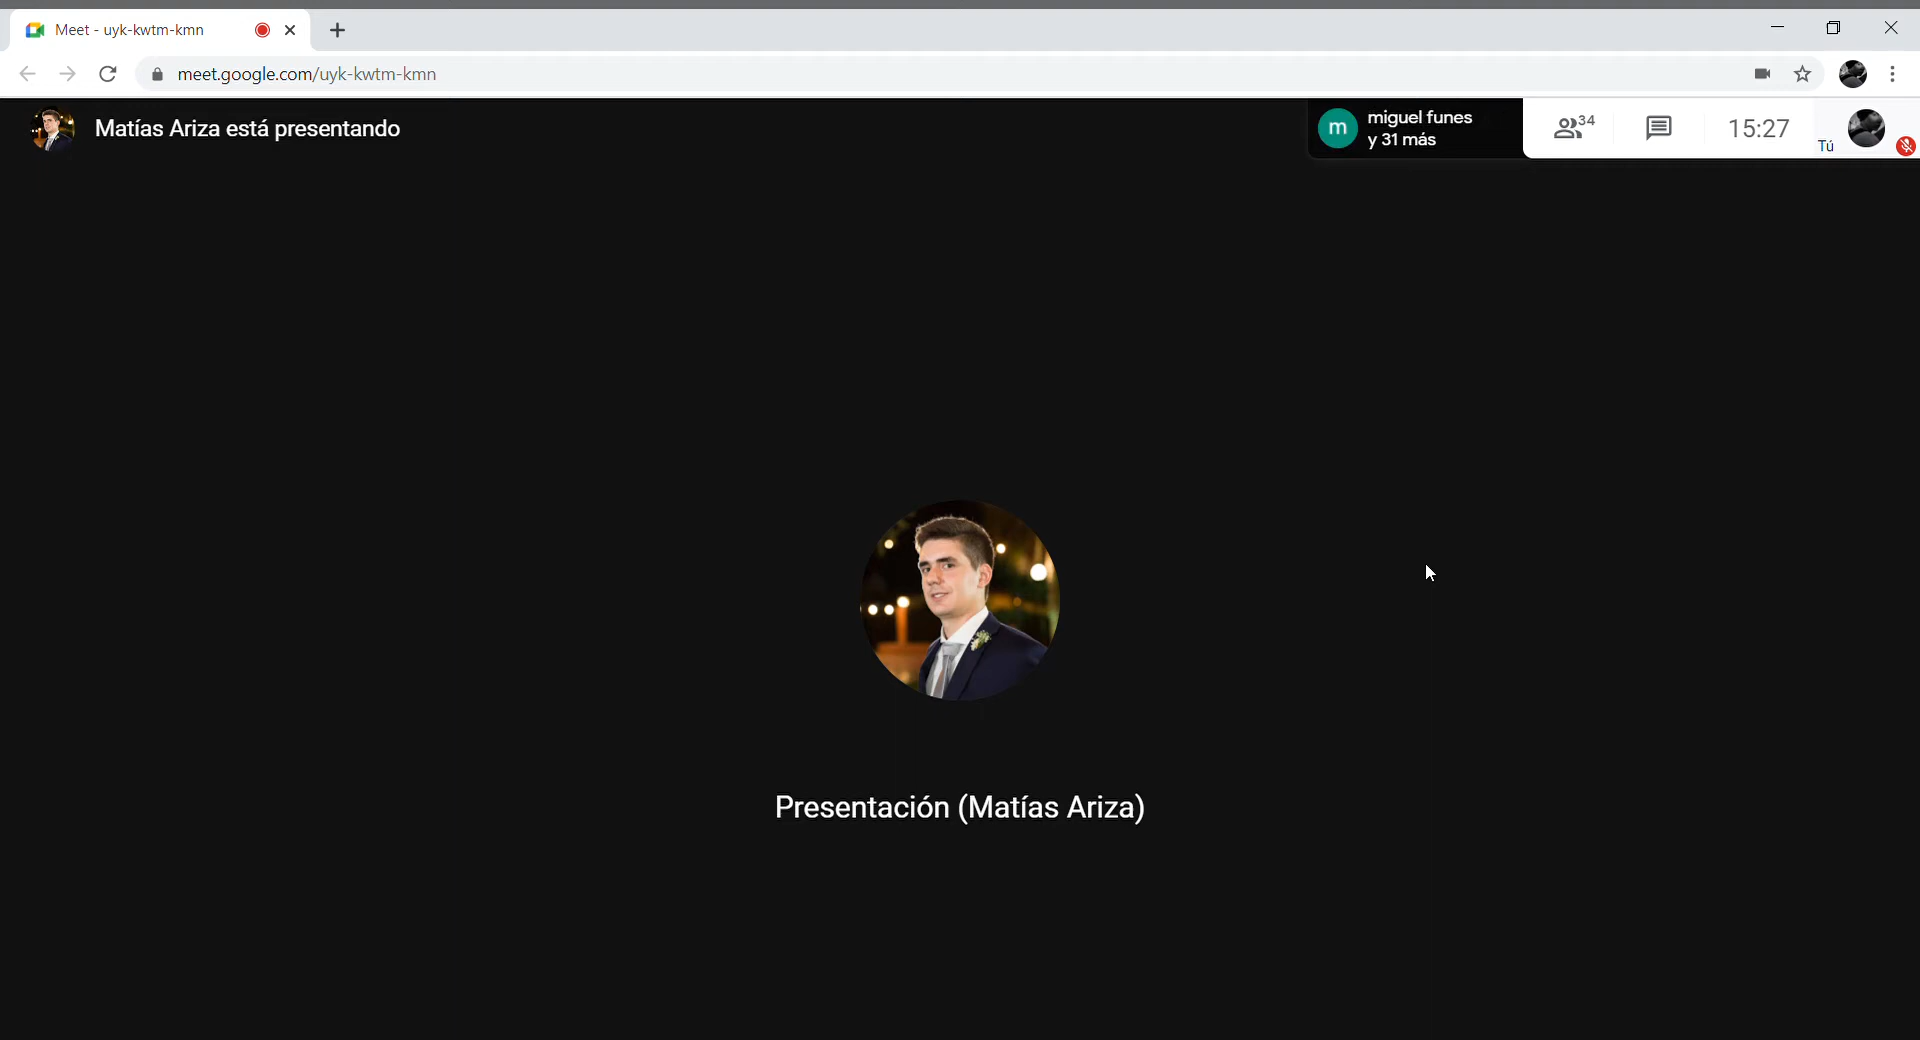 Meet - uyk-kwtm-kmn
meet.google.com/uyk-kwtm-kmn
Matías Ariza está presentando
m
miguel funes
y 31 más
34
15:27
Tú
Presentación (Matías Ariza)